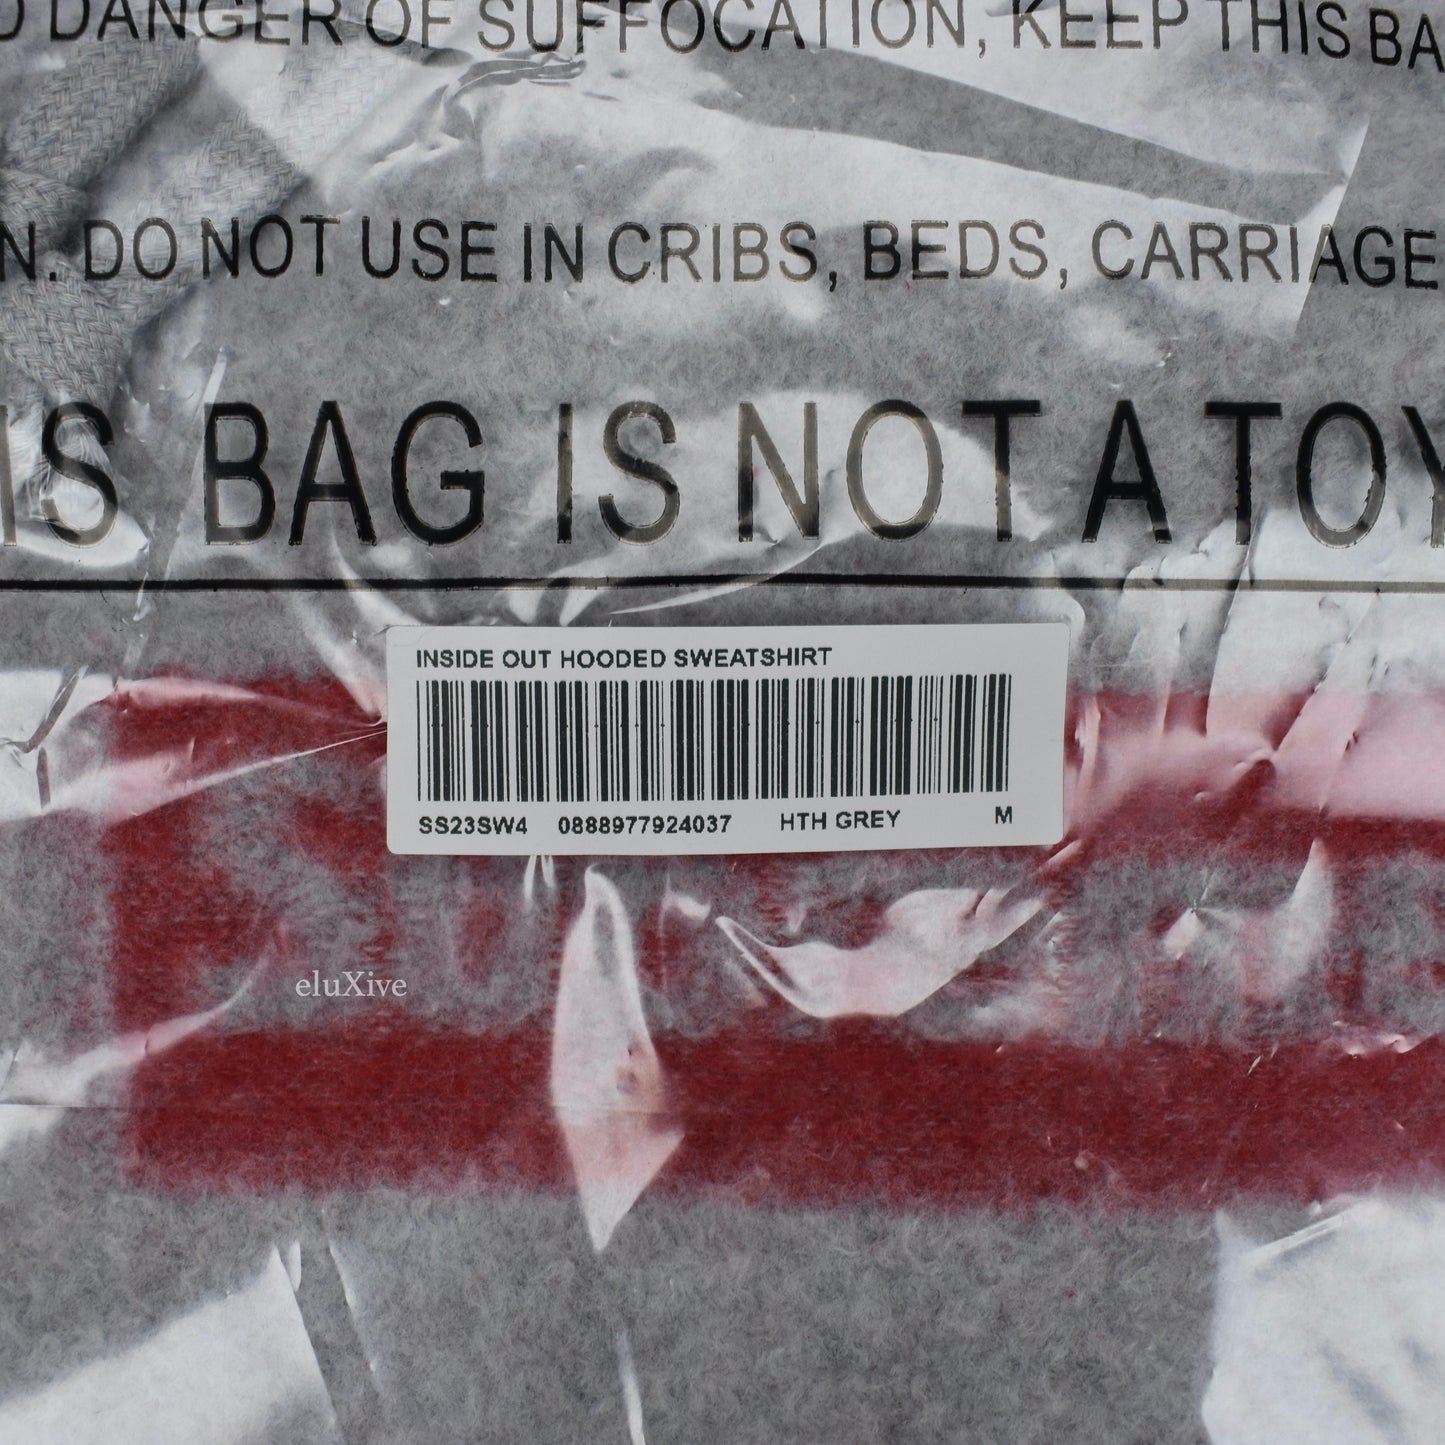 DANGER OF SUFFOCATION, KEEP THIS BA
N. DO NOT USE IN CRIBS, BEDS, CARRIAGE
IS BAG IS NOT A TOY
INSIDE OUT HOODED SWEATSHIRT
SS23SW4 0888977924037 HTH GREY M
eluXive